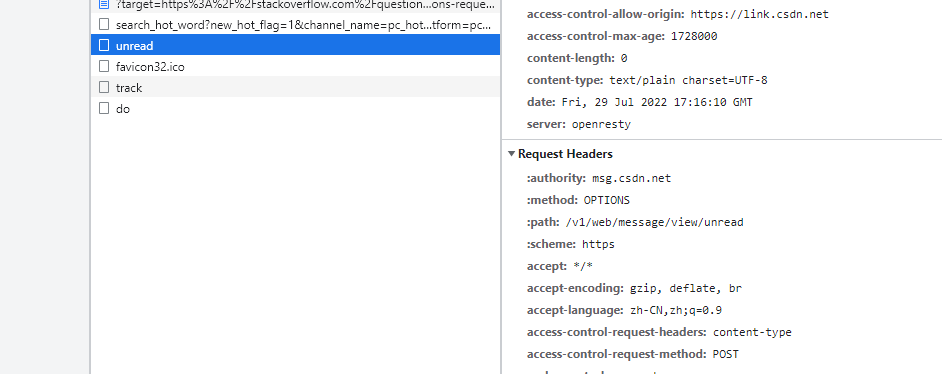 ?target=https%3A%2F%2Fstackoverflow.com%2Fquestion...ons-reque...
search_hot_word?new_hot_flag=1&channel_name=pc_hot...tform=pc...
unread
favicon32.ico
track
do
access-control-allow-origin: https://link.csdn.net
access-control-max-age: 1728000
content-length: 0
content-type: text/plain charset=UTF-8
date: Fri, 29 Jul 2022 17:16:10 GMT
server: openresty
Request Headers
:authority: msg.csdn.net
:method: OPTIONS
:path: /v1/web/message/view/unread
:scheme: https
accept: */*
accept-encoding: gzip, deflate, br
accept-language: zh-CN,zh;q=0.9
access-control-request-headers: content-type
access-control-request-method: POST